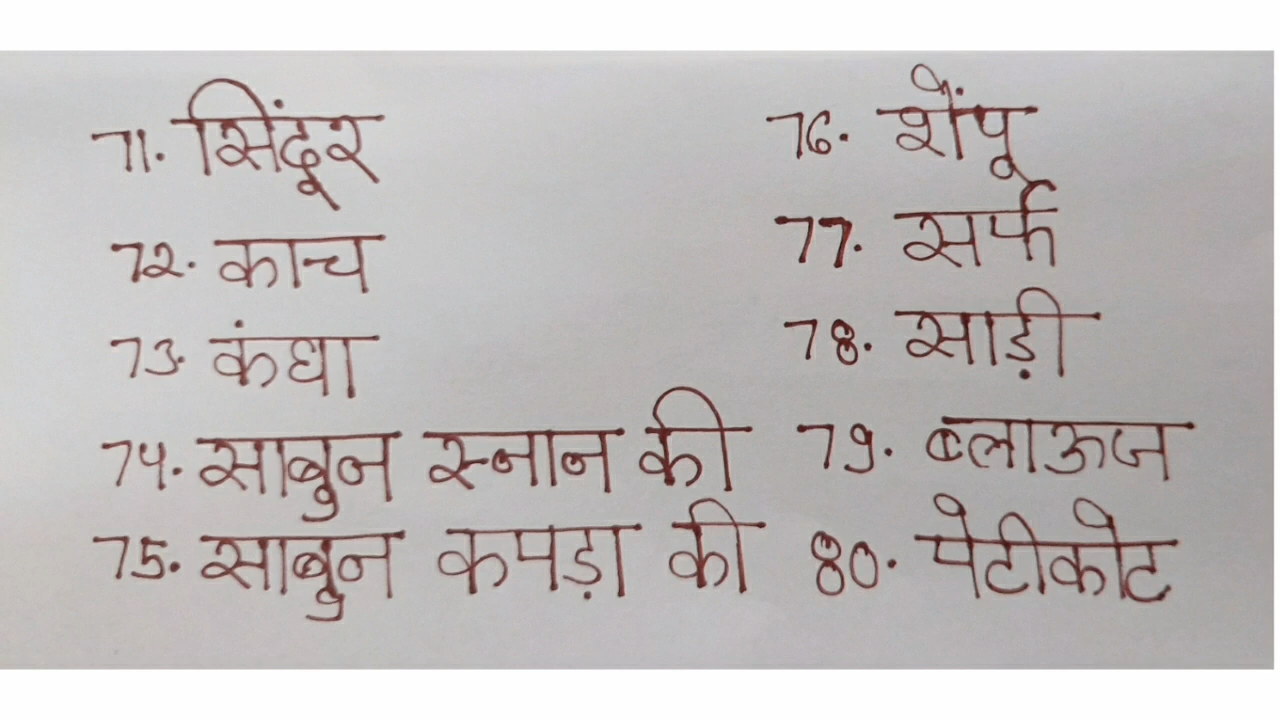 71. सिंदूर
72. काच
73. कंघा
74. साबुन स्नान की
75. साबुन कपड़ा की
76. शेंपू
77. सर्फ
78. साड़ी
79. ब्लाऊज
80. पेटीकोट